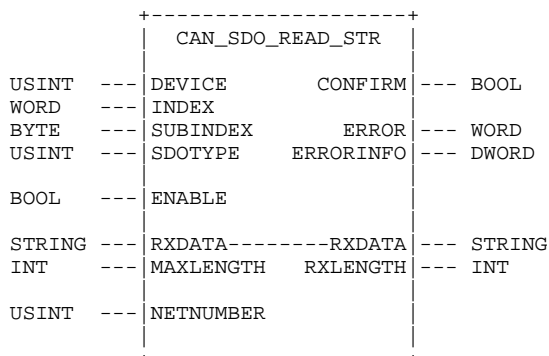 CAN_SDO_READ_STR
USINT --- DEVICE CONFIRM --- BOOL
WORD --- INDEX
BYTE --- SUBINDEX ERROR --- WORD
USINT --- SDOTYPE ERRORINFO --- DWORD
BOOL --- ENABLE
STRING --- RXDATA--------RXDATA --- STRING
INT --- MAXLENGTH RXLENGTH --- INT
USINT --- NETNUMBER